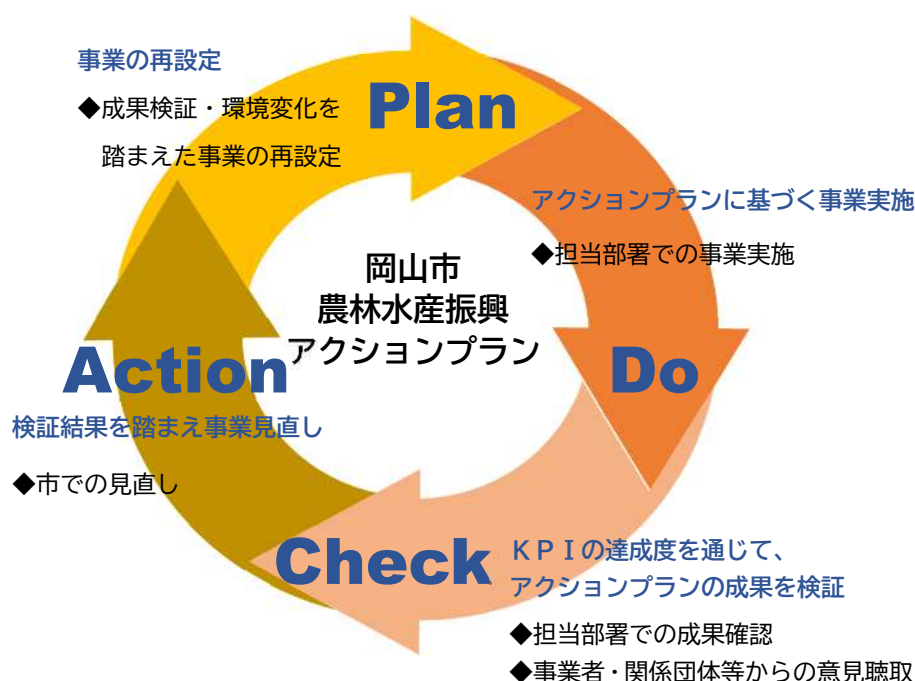 事業の再設定
◆成果検証・環境変化を
踏まえた事業の再設定
Plan
アクションプランに基づく事業実施
◆担当部署での事業実施
岡山市
農林水産振興
アクションプラン
Do
Action
検証結果を踏まえ事業見直し
◆市での見直し
Check
ＫＰＩの達成度を通じて、
アクションプランの成果を検証
◆担当部署での成果確認
◆事業者・関係団体等からの意見聴取